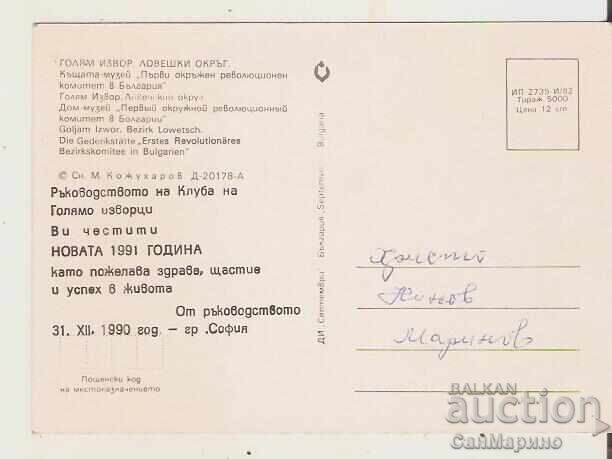 ГОЛЯМ ИЗВОР. ЛОВЕШКИ ОКРЪГ.
Къщата-музей „Първи окръжен революционен
комитет в България"
Голям Извор. Ловечский округ.
Дом-музей "Первый окружной революционный
комитет в Болгарии"
Goljam Izwor. Bezirk Lowetsch.
Die Gedenkstätte „Erstes Revolutionäres
Bezirkskomitee in Bulgarien"
© Сн. М. Кожухаров. Д-20178-А
Ръководството на Клуба на
Голямо изворци
Ви честити
НОВАТА 1991 ГОДИНА
като пожелава здраве, щастие
и успех в живота
От ръководството
31. XII. 1990 год. – гр .София
Пощенски код
на местоназначението
ДИ „Септември" България „Septemvri" Bulgaria
ИП 2735-И/82
Тираж 5000
Цена 12 ст.
Христо
Нинов
Маринов
BALKAN
auction
СанМарино